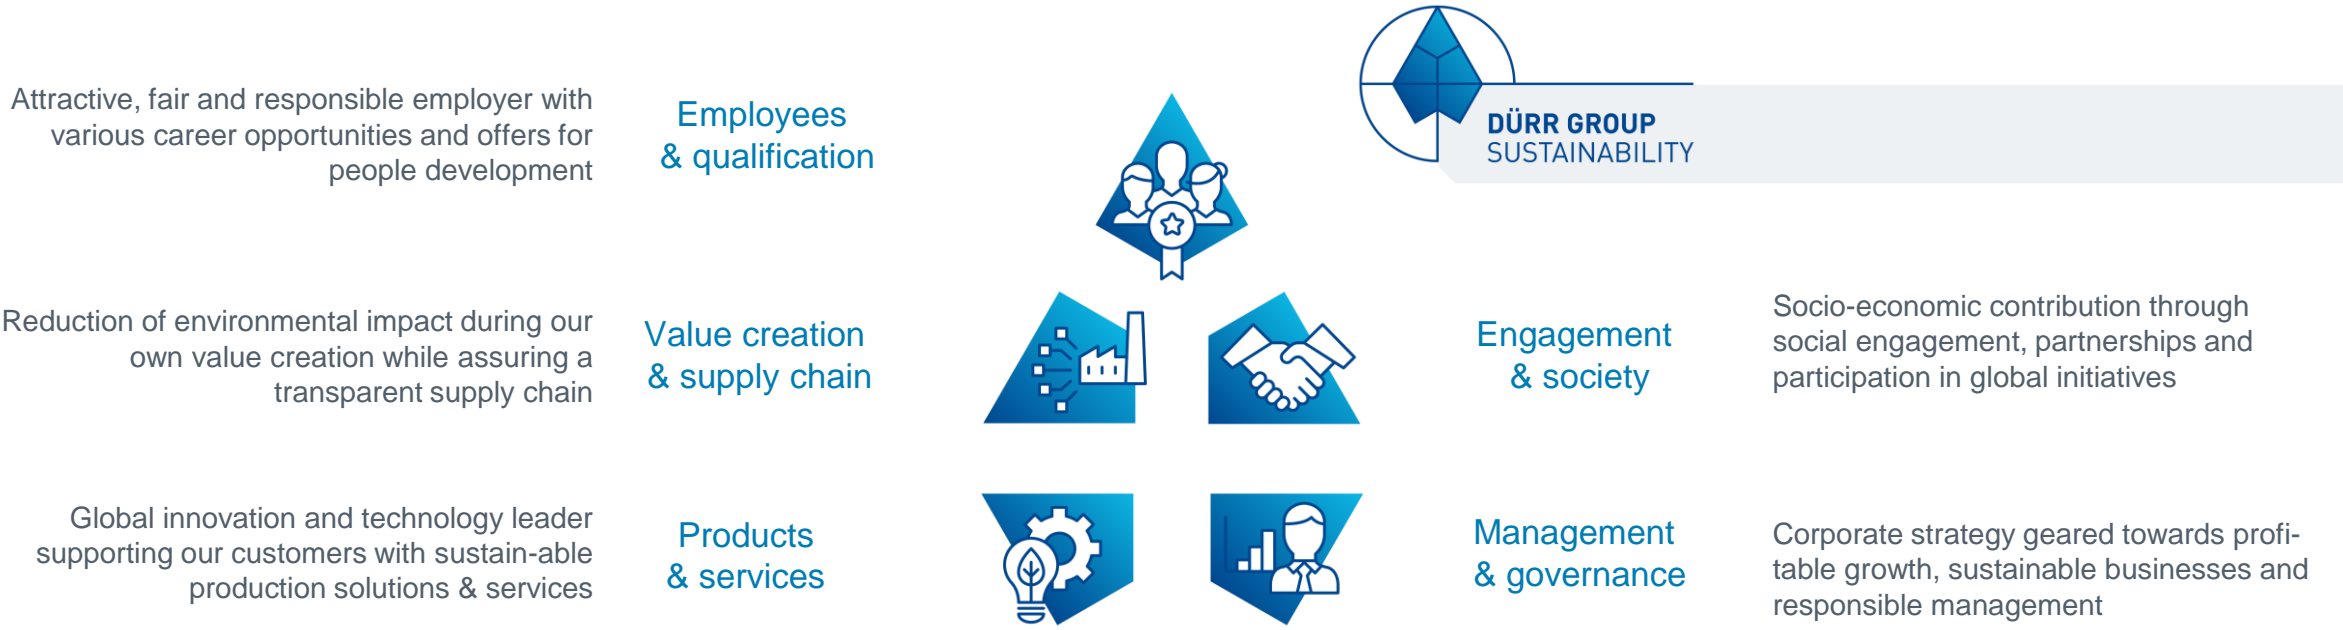 DÜRR GROUP
SUSTAINABILITY
Attractive, fair and responsible employer with
various career opportunities and offers for
people development
Employees
& qualification
Reduction of environmental impact during our
own value creation while assuring a
transparent supply chain
Value creation
& supply chain
Engagement
& society
Socio-economic contribution through
social engagement, partnerships and
participation in global initiatives
Global innovation and technology leader
supporting our customers with sustain-able
production solutions & services
Products
& services
Management
& governance
Corporate strategy geared towards profi-
table growth, sustainable businesses and
responsible management